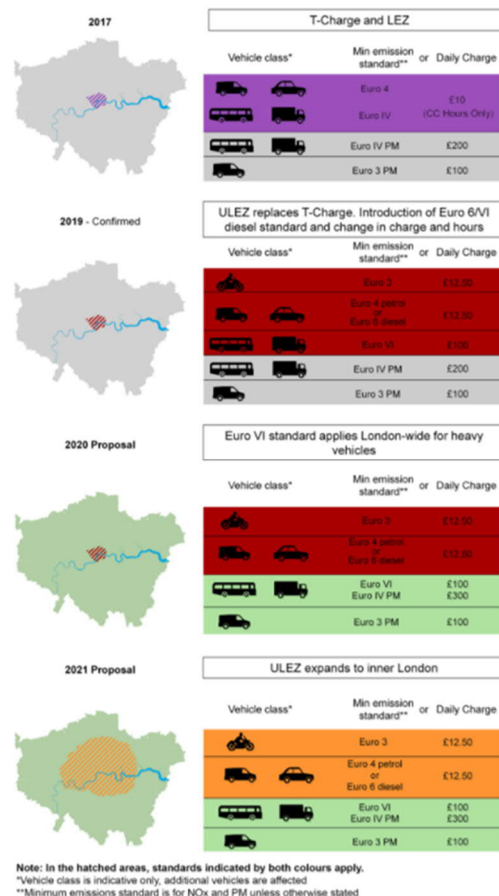 2017
T-Charge and LEZ
Vehicle class*
Min emission standard** or Daily Charge
Euro 4
Euro IV
£10
(CC Hours Only)
Euro IV PM £200
Euro 3 PM £100
2019 - Confirmed
ULEZ replaces T-Charge. Introduction of Euro 6/VI
diesel standard and change in charge and hours
Vehicle class*
Min emission standard** or Daily Charge
Euro 3 £12.50
Euro 4 petrol
or
Euro 6 diesel
£12.50
Euro VI £100
Euro IV PM £200
Euro 3 PM £100
2020 Proposal
Euro VI standard applies London-wide for heavy
vehicles
Vehicle class*
Min emission standard** or Daily Charge
Euro 3 £12.50
Euro 4 petrol
or
Euro 6 diesel
£12.50
Euro VI £100
Euro IV PM £300
Euro 3 PM £100
2021 Proposal
ULEZ expands to inner London
Vehicle class*
Min emission standard** or Daily Charge
Euro 3 £12.50
Euro 4 petrol
or
Euro 6 diesel
£12.50
Euro VI £100
Euro IV PM £300
Euro 3 PM £100
Note: In the hatched areas, standards indicated by both colours apply.
*Vehicle class is indicative only, additional vehicles are affected
**Minimum emissions standard is for NOx and PM unless otherwise stated